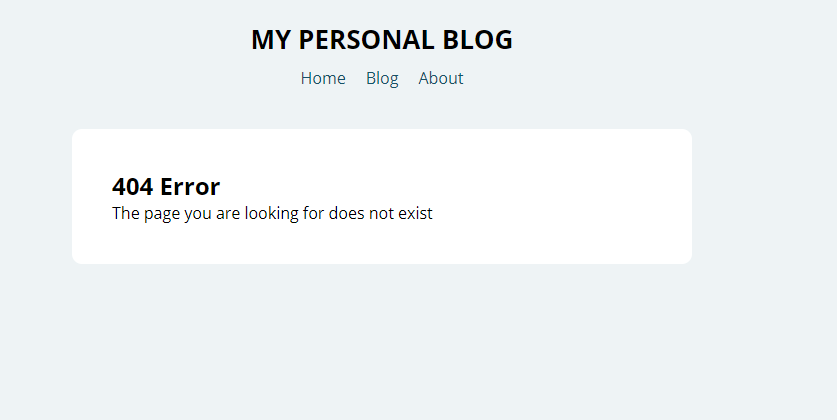 MY PERSONAL BLOG
Home Blog About
404 Error
The page you are looking for does not exist